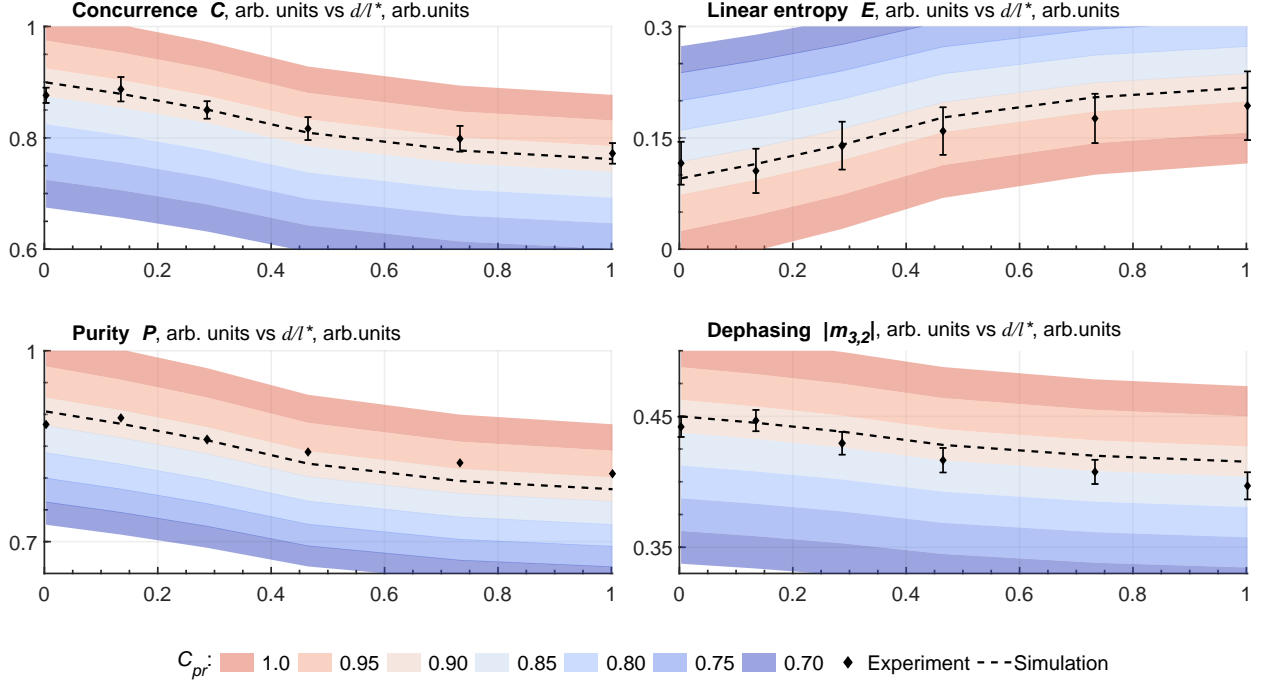 Concurrence C, arb. units vs d/l*, arb.units
1
0.8
0.6
0 0.2 0.4 0.6 0.8 1
Linear entropy E, arb. units vs d/l*, arb.units
0.3
0.15
0
0 0.2 0.4 0.6 0.8 1
Purity P, arb. units vs d/l*, arb.units
1
0.7
0 0.2 0.4 0.6 0.8 1
Dephasing |m3,2|, arb. units vs d/l*, arb.units
0.45
0.35
0 0.2 0.4 0.6 0.8 1
Cpr: 1.0 0.95 0.90 0.85 0.80 0.75 0.70 Experiment Simulation